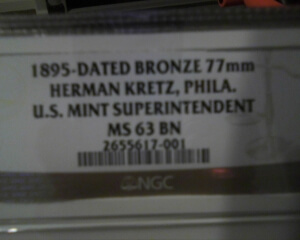 1895-DATED BRONZE 77mm
HERMAN KRETZ, PHILA.
U.S. MINT SUPERINTENDENT
MS 63 BN
2655617-001
NGC